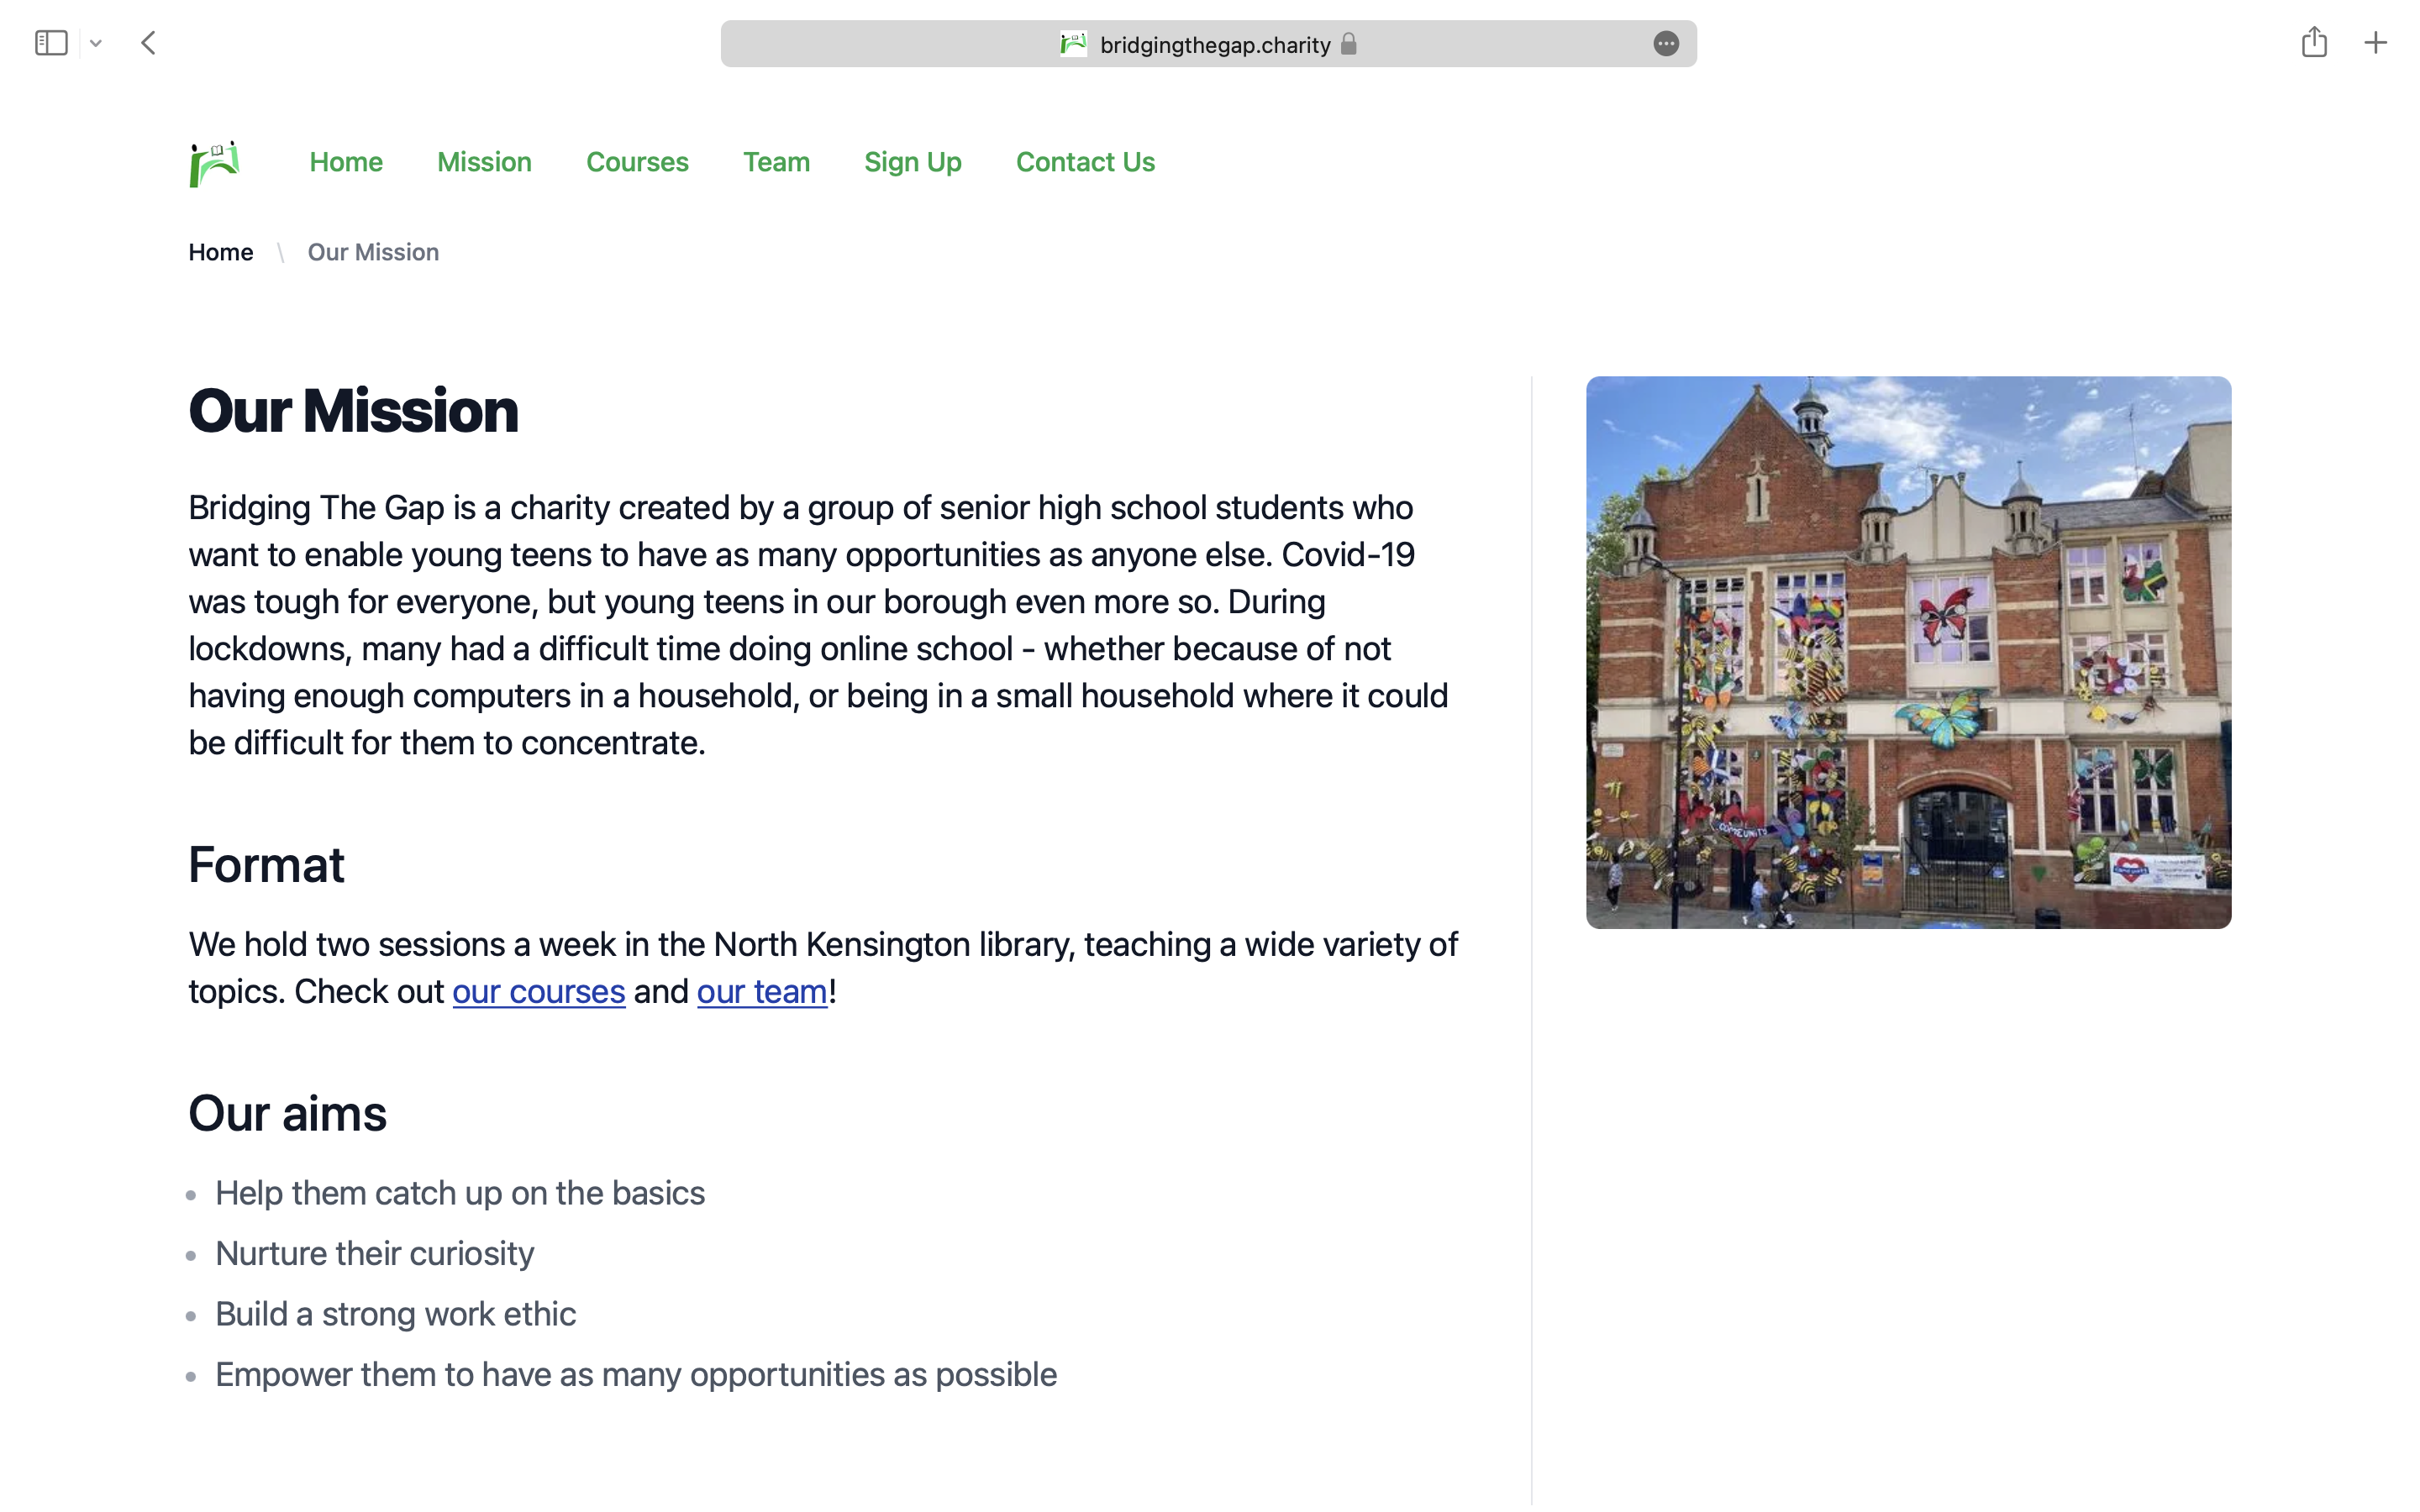 bridgingthegap.charity
Home Mission Courses Team Sign Up Contact Us
Home \ Our Mission
Our Mission
Bridging The Gap is a charity created by a group of senior high school students who
want to enable young teens to have as many opportunities as anyone else. Covid-19
was tough for everyone, but young teens in our borough even more so. During
lockdowns, many had a difficult time doing online school - whether because of not
having enough computers in a household, or being in a small household where it could
be difficult for them to concentrate.
Format
We hold two sessions a week in the North Kensington library, teaching a wide variety of
topics. Check out our courses and our team!
Our aims
• Help them catch up on the basics
• Nurture their curiosity
• Build a strong work ethic
• Empower them to have as many opportunities as possible